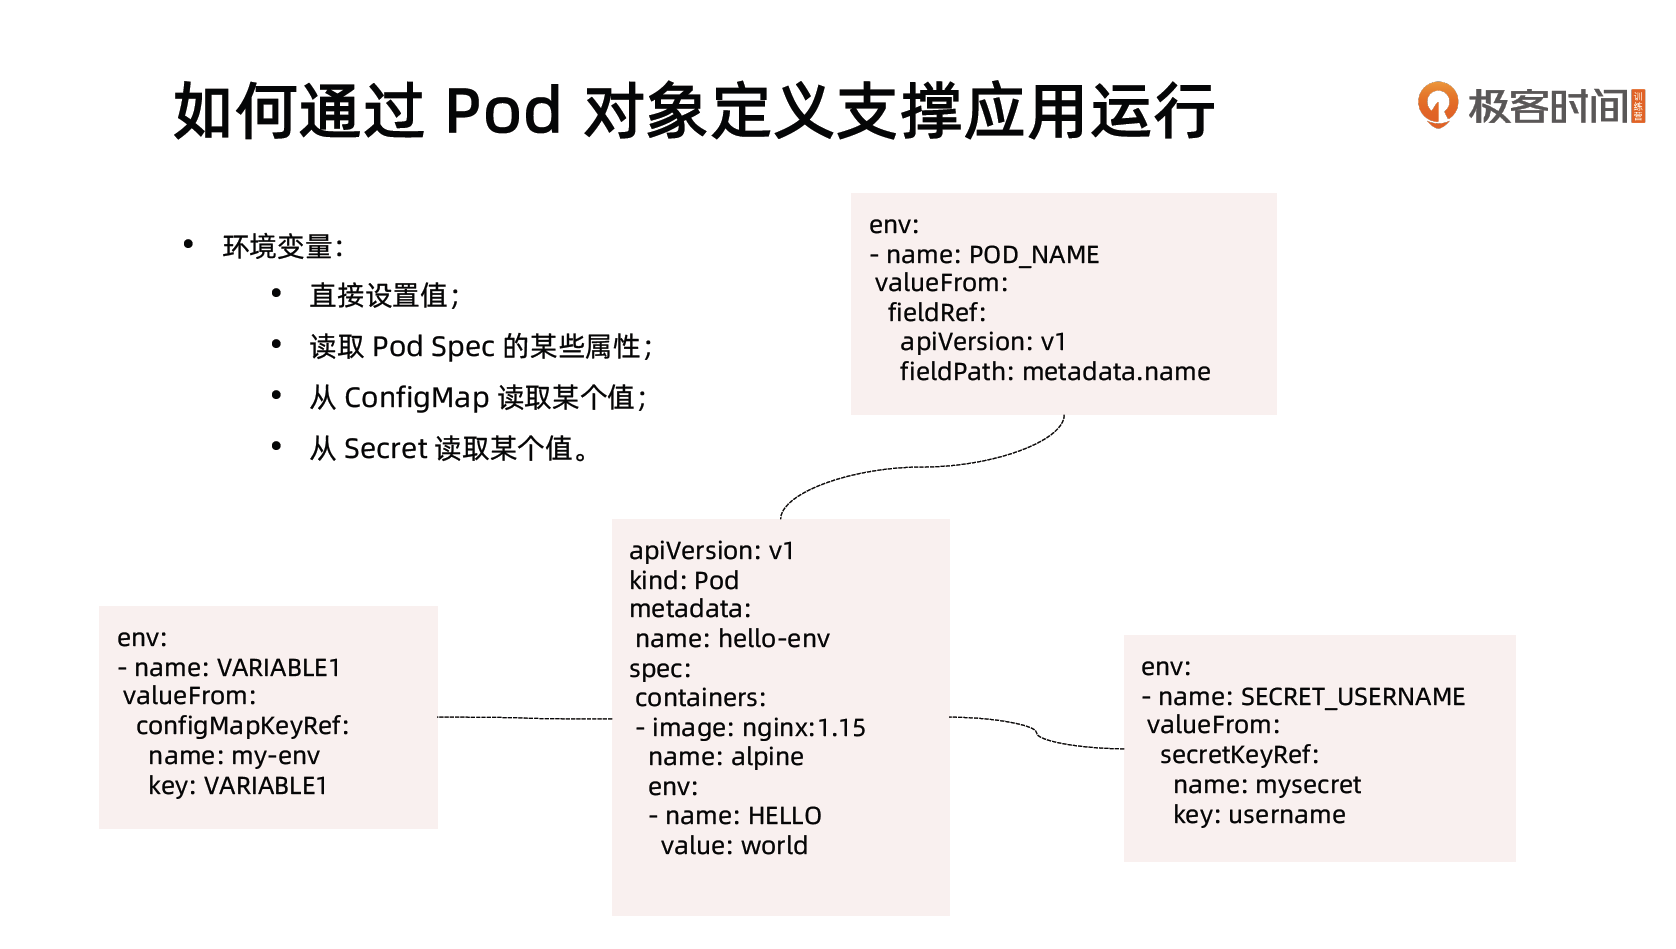 如何通过 Pod 对象定义支撑应用运行
极客时间
训练营
• 环境变量：
• 直接设置值；
• 读取 Pod Spec 的某些属性；
• 从 ConfigMap 读取某个值；
• 从 Secret 读取某个值。
env:
- name: POD_NAME
valueFrom:
fieldRef:
apiVersion: v1
fieldPath: metadata.name
env:
- name: VARIABLE1
valueFrom:
configMapKeyRef:
name: my-env
key: VARIABLE1
apiVersion: v1
kind: Pod
metadata:
name: hello-env
spec:
containers:
- image: nginx:1.15
name: alpine
env:
- name: HELLO
value: world
env:
- name: SECRET_USERNAME
valueFrom:
secretKeyRef:
name: mysecret
key: username